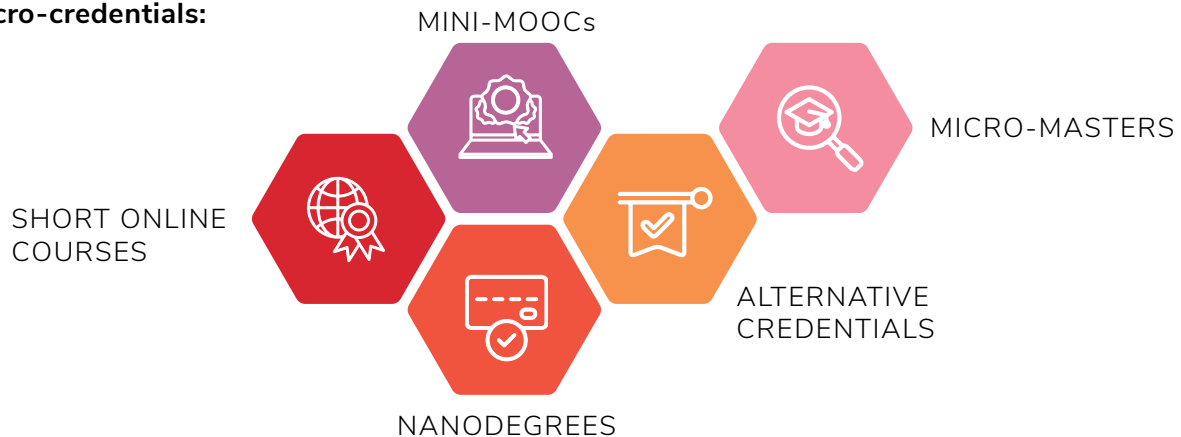 cro-credentials:
MINI-MOOCs
MICRO-MASTERS
SHORT ONLINE
COURSES
ALTERNATIVE
CREDENTIALS
NANODEGREES